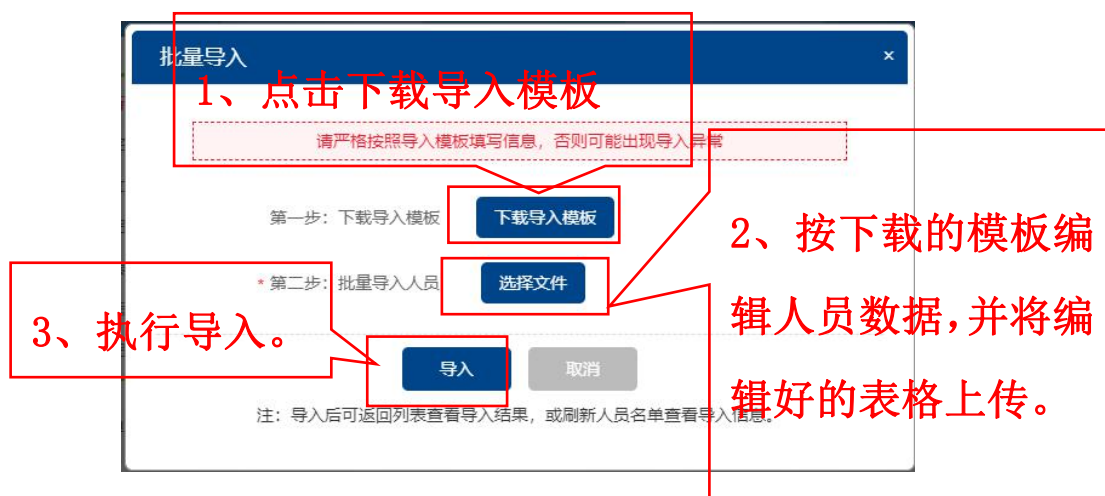 批量导入
×
1、点击下载导入模板
请严格按照导入模板填写信息，否则可能出现导入异常
第一步：下载导入模板 下载导入模板
* 第二步：批量导入人员 选择文件
2、按下载的模板编
辑人员数据，并将编
辑好的表格上传。
3、执行导入。
导入 取消
注：导入后可返回列表查看导入结果，或刷新人员名单查看导入信息。